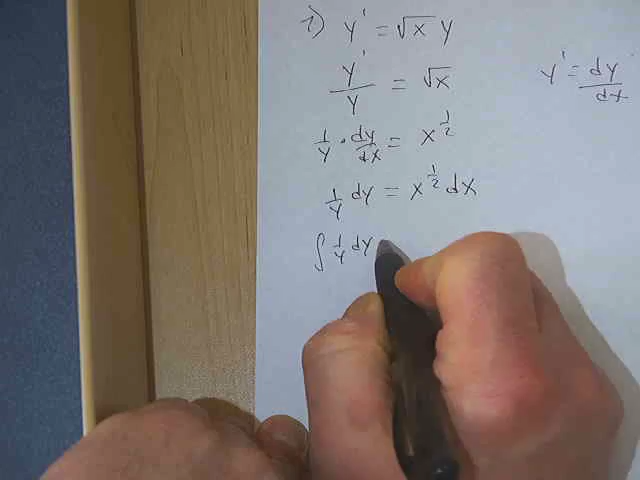 1) y' = √x y
y'/y = √x
y' = dy/dx
1/y · dy/dx = x^1/2
1/y dy = x^1/2 dx
∫ 1/y dy